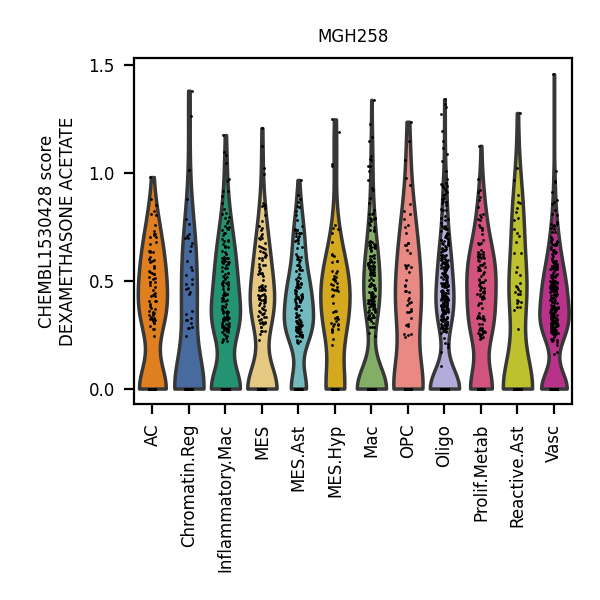 MGH258
CHEMBL1530428 score
DEXAMETHASONE ACETATE
1.5
1.0
0.5
0.0
AC
Chromatin.Reg
Inflammatory.Mac
MES
MES.Ast
MES.Hyp
Mac
OPC
Oligo
Prolif.Metab
Reactive.Ast
Vasc